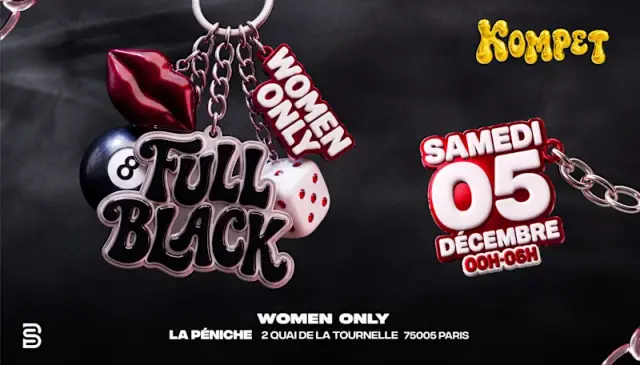 KOMPET
WOMEN
ONLY
8
FULL
BLACK
SAMEDI
05
DÉCEMBRE
00H-06H
WOMEN ONLY
LA PÉNICHE 2 QUAI DE LA TOURNELLE 75005 PARIS
B